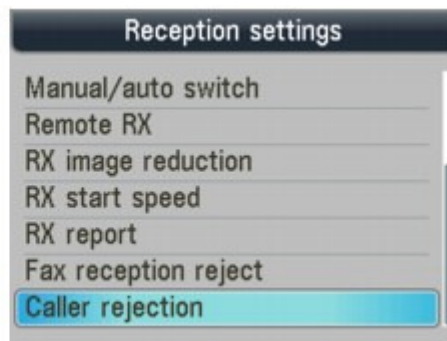 Reception settings
Manual/auto switch
Remote RX
RX image reduction
RX start speed
RX report
Fax reception reject
Caller rejection